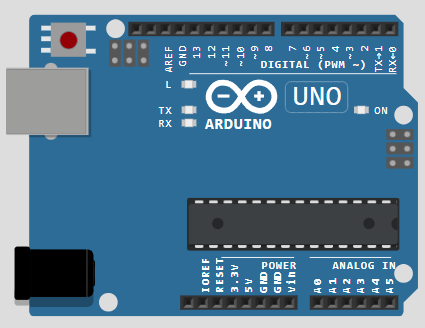 AREF
GND
13
12
~11
~10
~9
8
7
~6
~5
~4
~3
2
TX→1
RX←0
DIGITAL (PWM ~)
L
TX
RX
ARDUINO
UNO
ON
IOREF
RESET
3.3V
5V
GND
GND
Vin
POWER
ANALOG IN
A0
A1
A2
A3
A4
A5